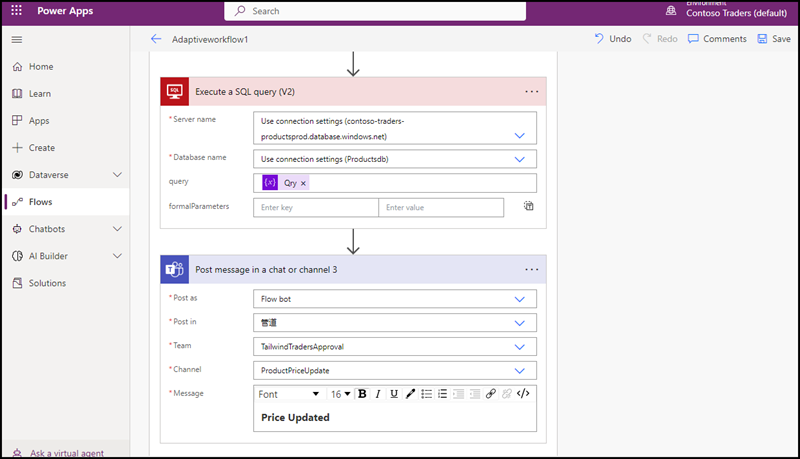 Power Apps
Search
Environment
Contoso Traders (default)
Adaptiveworkflow1
Undo
Redo
Comments
Save
Home
Learn
Apps
Create
Dataverse
Flows
Chatbots
AI Builder
Solutions
Ask a virtual agent
SQL
Execute a SQL query (V2)
* Server name
Use connection settings (contoso-traders-
productsprod.database.windows.net)
* Database name
Use connection settings (Productsdb)
query
{x} Qry ×
formalParameters
Enter key
Enter value
T
Post message in a chat or channel 3
* Post as
Flow bot
* Post in
管道
* Team
TailwindTradersApproval
* Channel
ProductPriceUpdate
* Message
Font
16
B I U </>
Price Updated